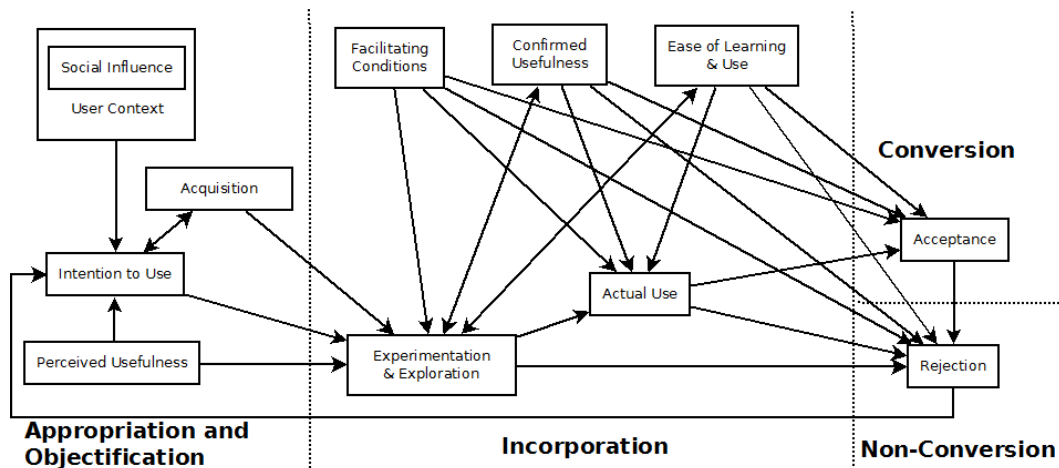 Social Influence
User Context
Facilitating
Conditions
Confirmed
Usefulness
Ease of Learning
& Use
Conversion
Acquisition
Acceptance
Intention to Use
Actual Use
Perceived Usefulness
Experimentation
& Exploration
Rejection
Appropriation and
Objectification
Incorporation
Non-Conversion